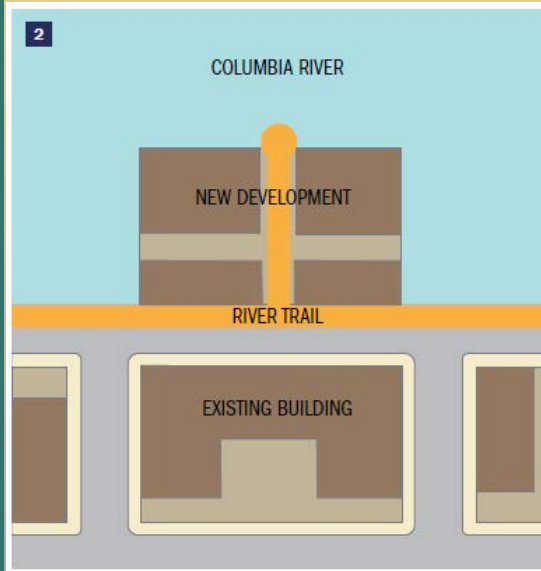 2
COLUMBIA RIVER
NEW DEVELOPMENT
RIVER TRAIL
EXISTING BUILDING